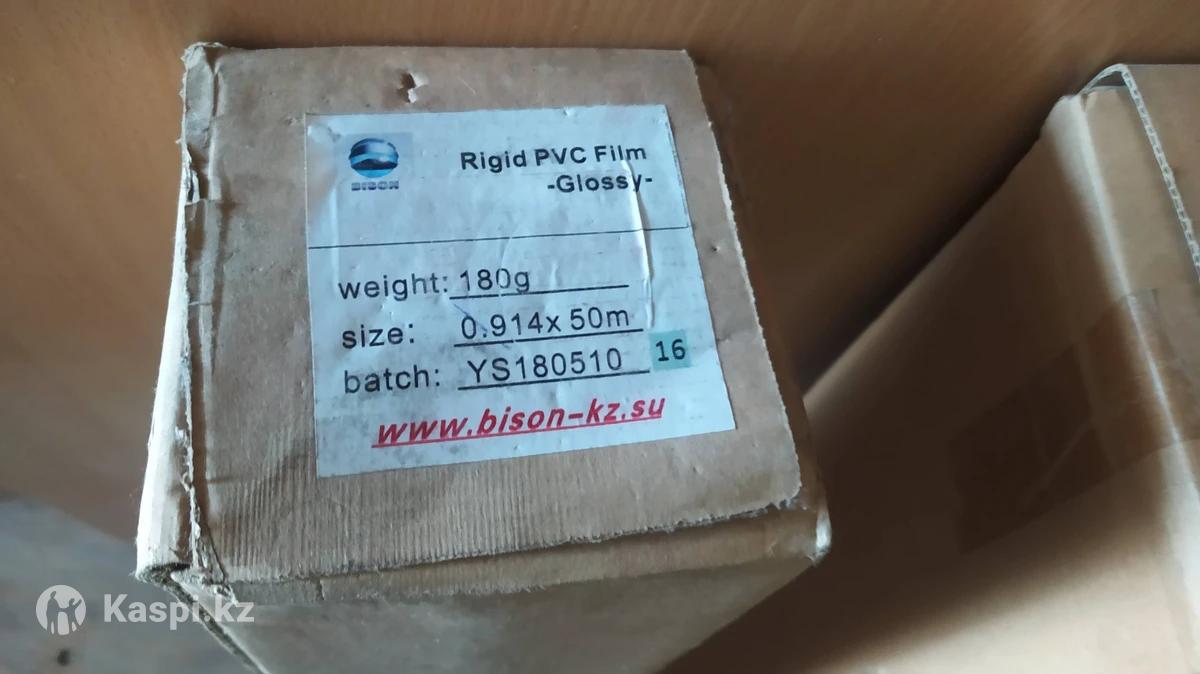 BISON
Rigid PVC Film
-Glossy-
weight: 180g
size: 0.914x 50m
batch: YS180510 16
www.bison-kz.su
Kaspi.kz